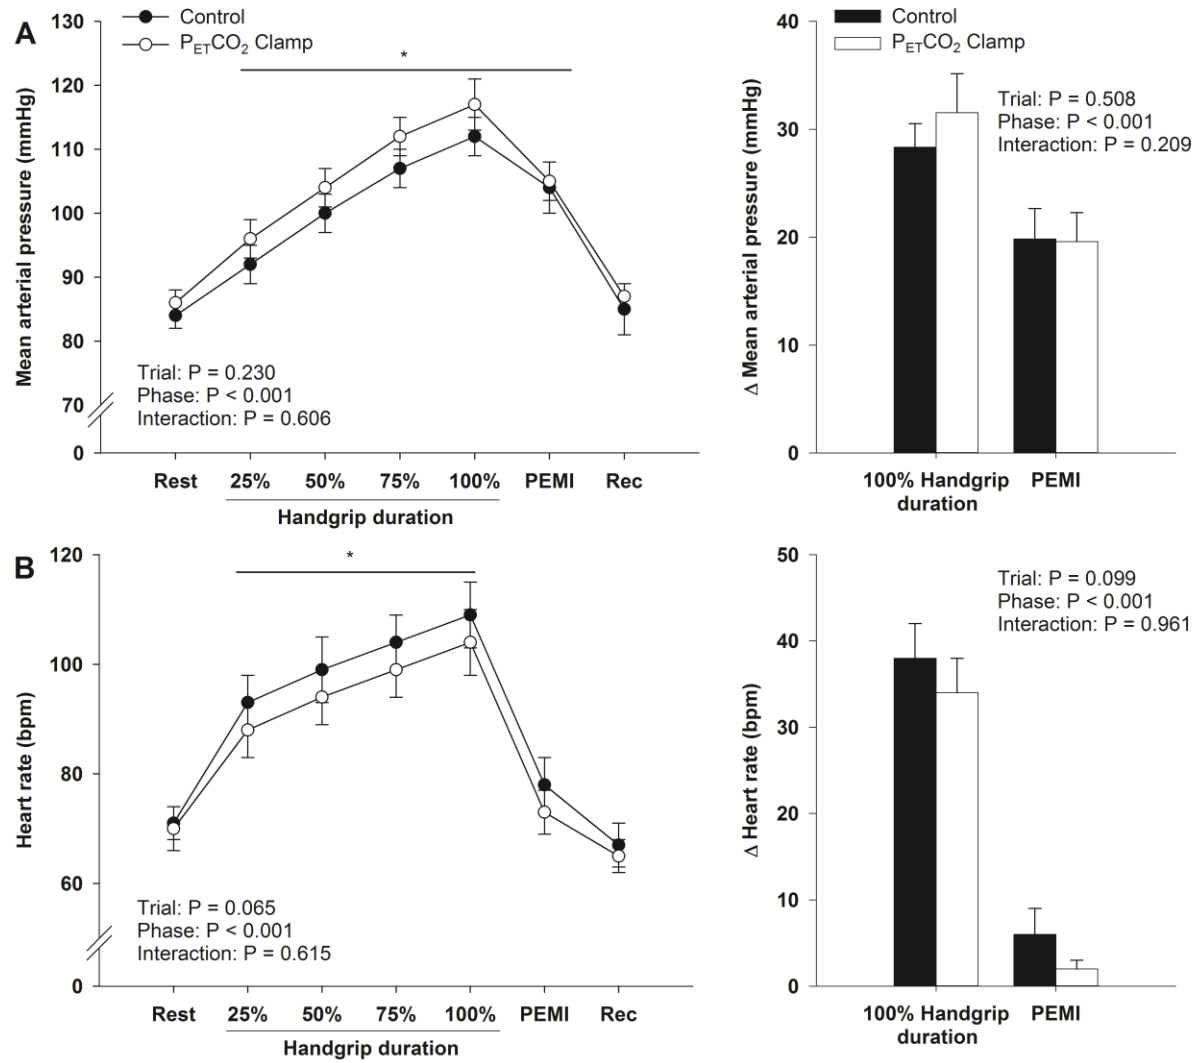 A
Control
PETCO2 Clamp
*
Mean arterial pressure (mmHg)
130
120
110
100
90
80
70
0
Trial: P = 0.230
Phase: P < 0.001
Interaction: P = 0.606
Rest 25% 50% 75% 100% PEMI Rec
Handgrip duration
Control
PETCO2 Clamp
Δ Mean arterial pressure (mmHg)
40
30
20
10
0
Trial: P = 0.508
Phase: P < 0.001
Interaction: P = 0.209
100% Handgrip PEMI
duration
B
*
Heart rate (bpm)
120
100
80
60
0
Trial: P = 0.065
Phase: P < 0.001
Interaction: P = 0.615
Rest 25% 50% 75% 100% PEMI Rec
Handgrip duration
Δ Heart rate (bpm)
50
40
30
20
10
0
Trial: P = 0.099
Phase: P < 0.001
Interaction: P = 0.961
100% Handgrip PEMI
duration